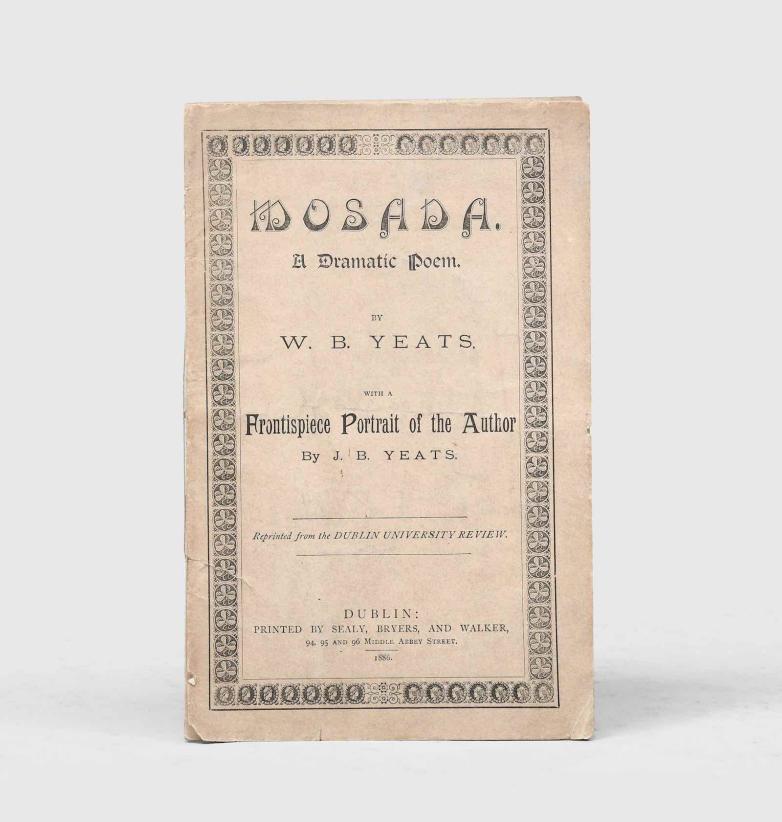 MOSADA.
A Dramatic Poem.
BY
W. B. YEATS.
WITH A
Frontispiece Portrait of the Author
By J. B. YEATS.
Reprinted from the DUBLIN UNIVERSITY REVIEW.
DUBLIN:
PRINTED BY SEALY, BRYERS, AND WALKER,
94, 95 AND 96 MIDDLE ABBEY STREET.
1886.